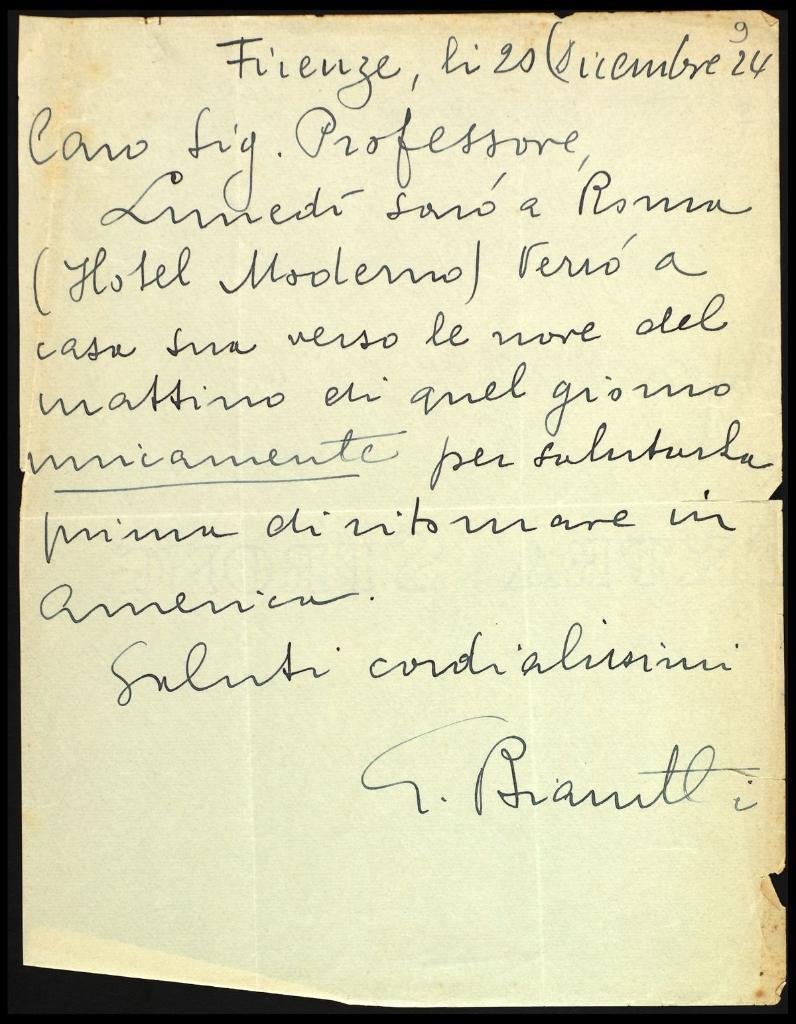 9
Firenze, li 20 Dicembre '24
Caro Sig. Professore,
Lunedì sarò a Roma
(Hotel Moderno) Verrò a
casa sua verso le nove del
mattino di quel giorno
unicamente per salutarla
prima di ritornare in
America.
Saluti cordialissimi
G.